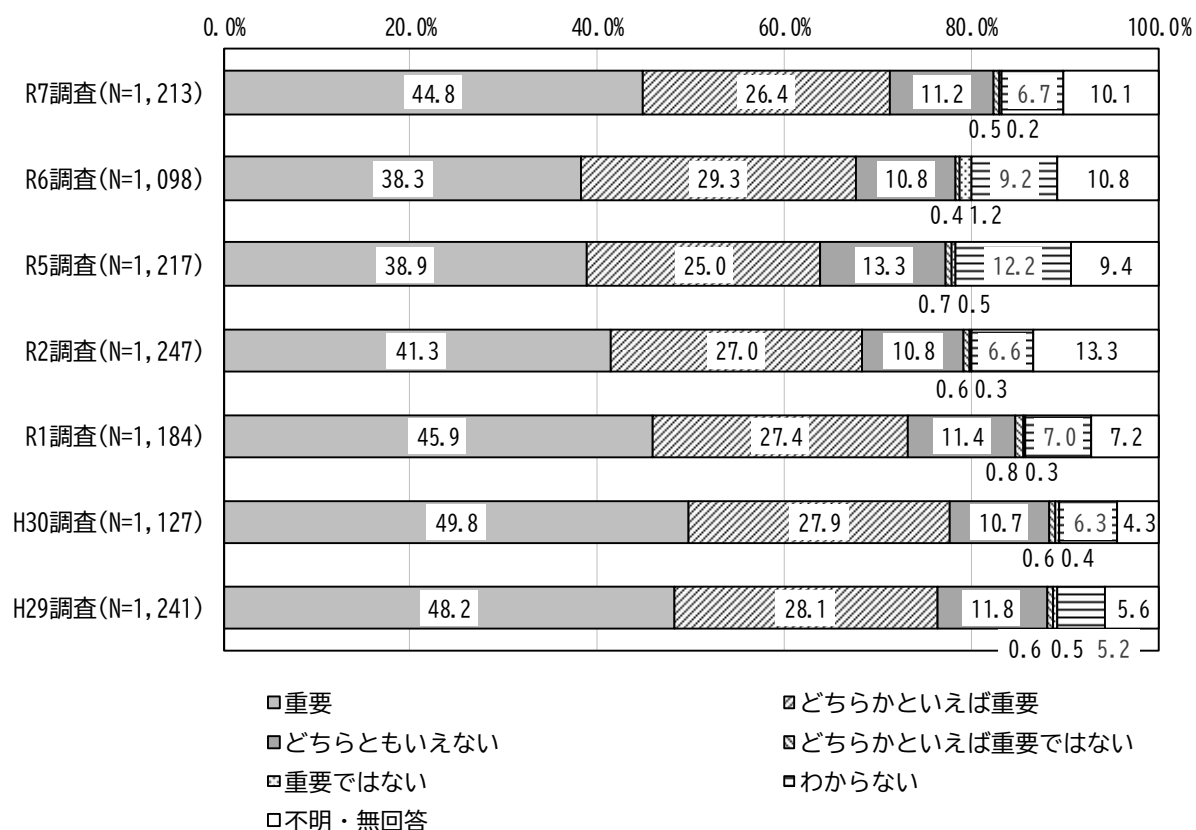 0.0% 20.0% 40.0% 60.0% 80.0% 100.0%
R7調査(N=1,213) 44.8 26.4 11.2 6.7 10.1
0.5 0.2
R6調査(N=1,098) 38.3 29.3 10.8 9.2 10.8
0.4 1.2
R5調査(N=1,217) 38.9 25.0 13.3 12.2 9.4
0.7 0.5
R2調査(N=1,247) 41.3 27.0 10.8 6.6 13.3
0.6 0.3
R1調査(N=1,184) 45.9 27.4 11.4 7.0 7.2
0.8 0.3
H30調査(N=1,127) 49.8 27.9 10.7 6.3 4.3
0.6 0.4
H29調査(N=1,241) 48.2 28.1 11.8 5.6
0.6 0.5 5.2
重要 どちらかといえば重要
どちらともいえない どちらかといえば重要ではない
重要ではない わからない
不明・無回答